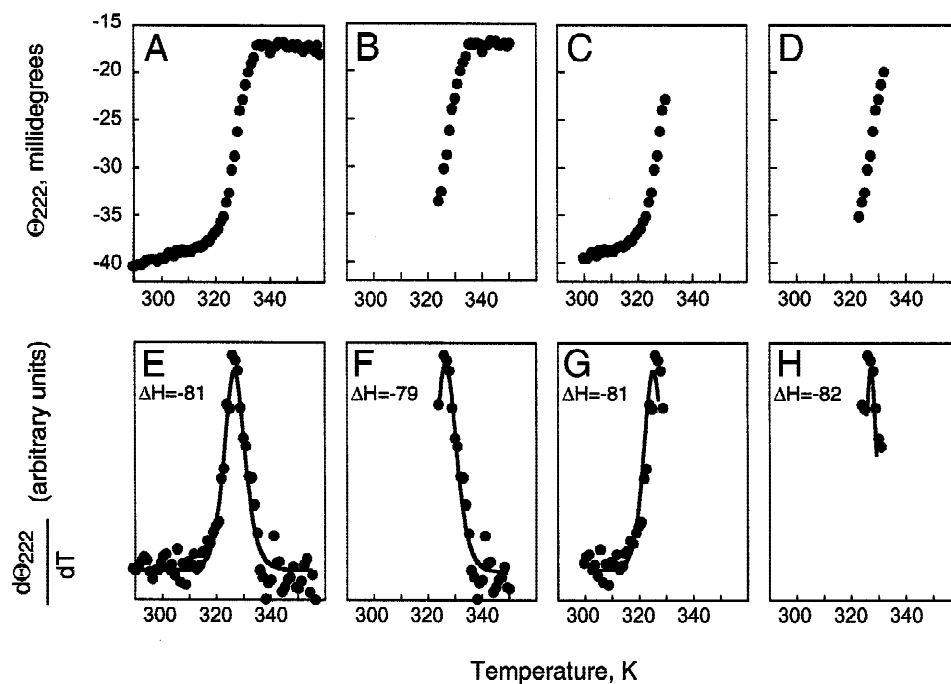 A B C D
-15
-20
-25
-30
-35
-40
Θ222, millidegrees
300 320 340 300 320 340 300 320 340 300 320 340
E F G H
ΔH=-81 ΔH=-79 ΔH=-81 ΔH=-82
dΘ222
dT
(arbitrary units)
300 320 340 300 320 340 300 320 340 300 320 340
Temperature, K